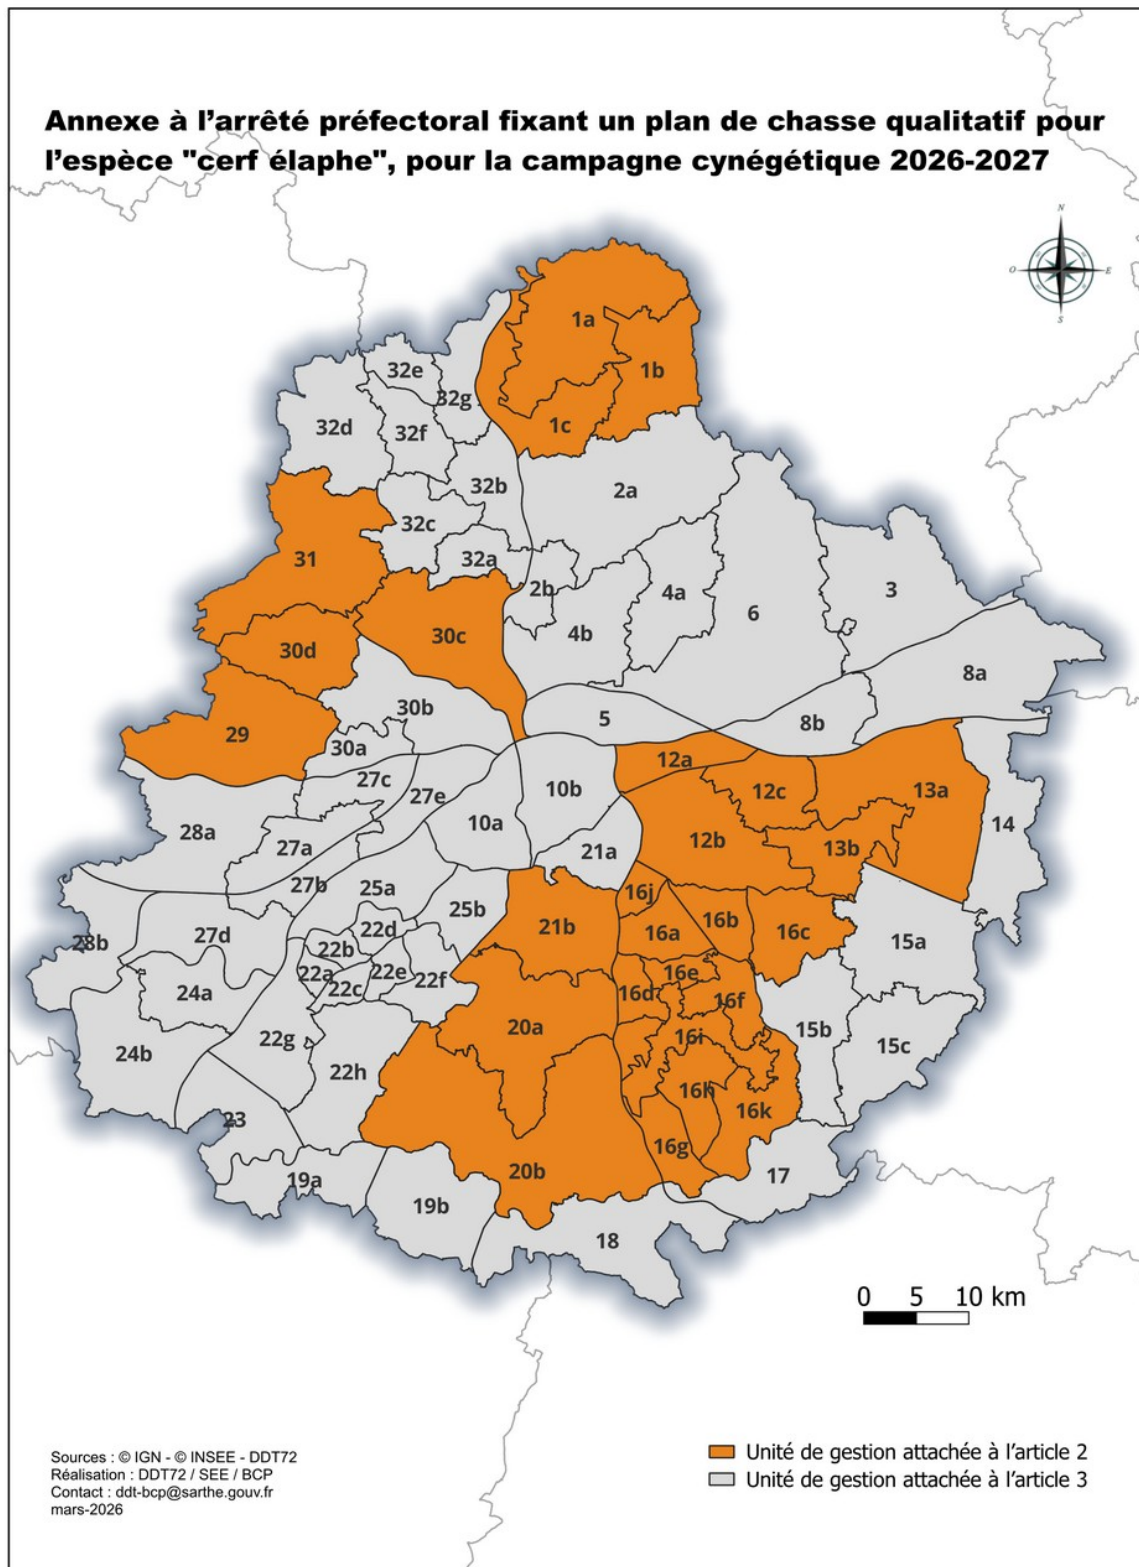 Annexe à l’arrêté préfectoral fixant un plan de chasse qualitatif pour
l’espèce "cerf élaphe", pour la campagne cynégétique 2026-2027
N
O
E
S
1a
1b
1c
32e
32g
32d
32f
32b
2a
32c
32a
31
2b
4a
3
6
4b
30c
30d
8a
30b
5
8b
29
30a
12a
27c
10b
12c
13a
27e
28a
10a
14
27a
21a
12b
13b
27b
25a
16j
25b
21b
16b
16c
22d
16a
28b
27d
22b
15a
22a
22e
22f
16e
24a
22c
16d
16f
20a
15b
16i
22g
15c
24b
22h
16h
16k
23
16g
20b
17
19a
19b
18
0 5 10 km
Sources : © IGN - © INSEE - DDT72
Réalisation : DDT72 / SEE / BCP
Contact : ddt-bcp@sarthe.gouv.fr
mars-2026
Unité de gestion attachée à l’article 2
Unité de gestion attachée à l’article 3